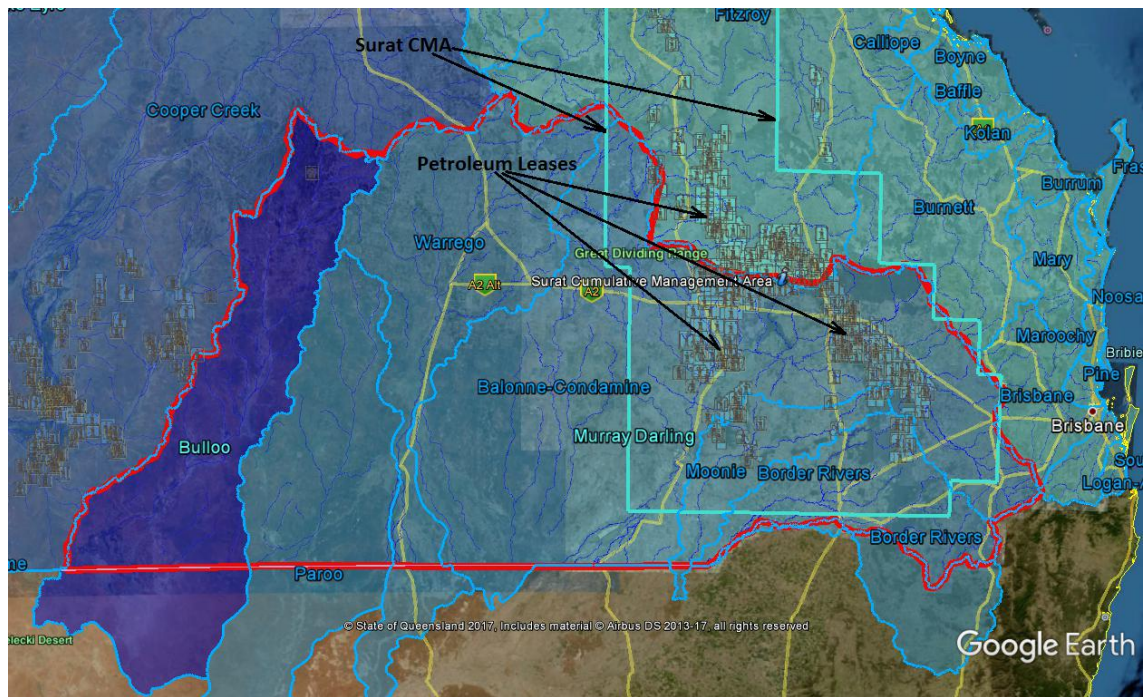 Fitzroy
Surat CMA
Calliope
Boyne
Baffle
Cooper Creek
Kolan
Petroleum Leases
Fras
Burrum
Burnett
Warrego
Great Dividing Range
Mary
A2 Alt
A2
Surat Cumulative Management Area
Noosa
Maroochy
Bribie
Pine
Balonne-Condamine
Brisbane
Brisbane
Murray Darling
Bulloo
Moonie
Border Rivers
Sou
Logan-A
Border Rivers
me
Paroo
© State of Queensland 2017, Includes material © Airbus DS 2013-17, all rights reserved
elecki Desert
Google Earth